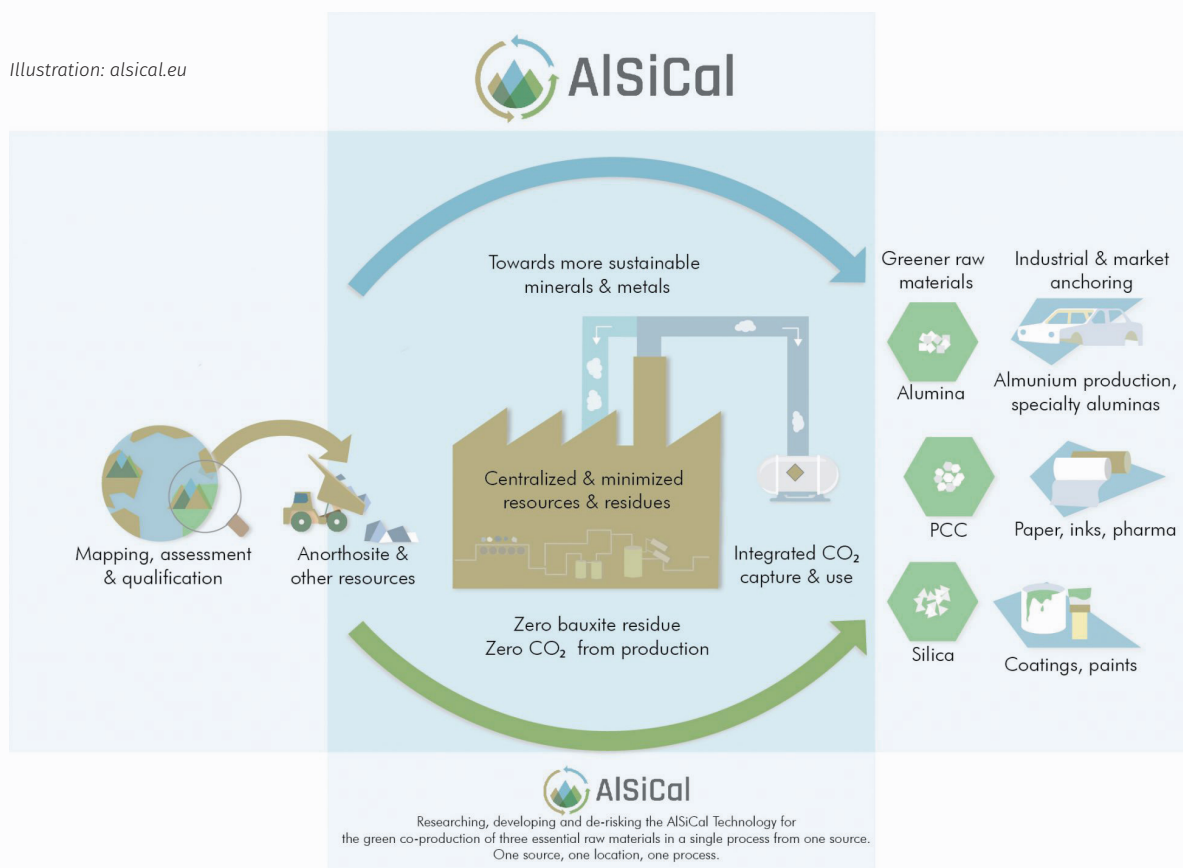 Illustration: alsical.eu
AlSiCal
Towards more sustainable
minerals & metals
Greener raw
materials
Industrial & market
anchoring
Alumina
Almunium production,
specialty aluminas
Centralized & minimized
resources & residues
PCC
Paper, inks, pharma
Mapping, assessment
& qualification
Anorthosite &
other resources
Integrated CO₂
capture & use
Zero bauxite residue
Zero CO₂ from production
Silica
Coatings, paints
AlSiCal
Researching, developing and de-risking the AlSiCal Technology for
the green co-production of three essential raw materials in a single process from one source.
One source, one location, one process.